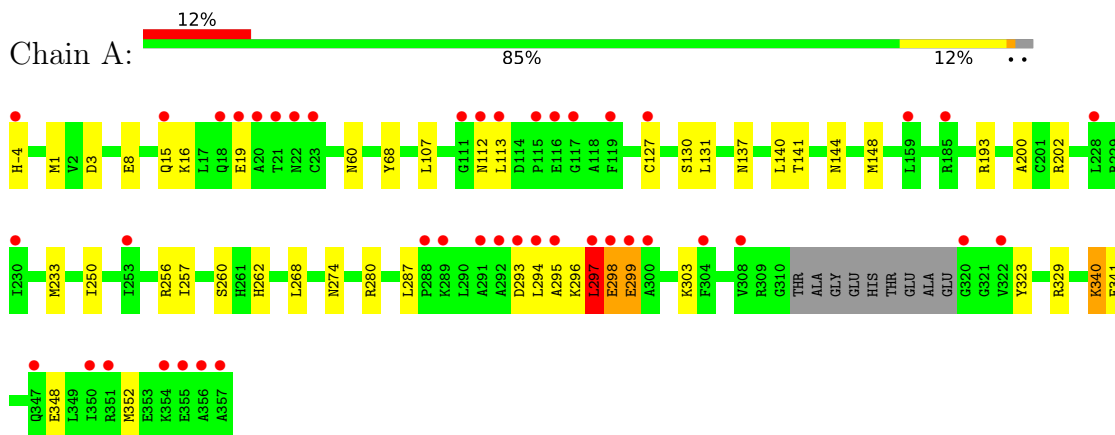 12%
Chain A:
85% 12% • •
H-4 M1 V2 D3 E8 Q15 K16 L17 Q18 E19 A20 T21 N22 C23 N60 Y68 L107 G111 N112 L113 D114 P115 E116 G117 A118 F119 C127 S130 L131 N137 L140 T141 N144 M148 L159 R185 R193 A200 C201 R202 L228 R229
I230 M233 I250 I253 R256 I257 S260 H261 H262 L268 N274 R280 L287 P288 K289 L290 A291 A292 D293 L294 A295 K296 L297 E298 E299 A300 K303 F304 V308 R309 G310 THR ALA GLY GLU HIS THR GLU ALA GLU G320 G321 V322 Y323 R329 K340
Q347 E348 L349 I350 R351 M352 E353 K354 E355 A356 A357